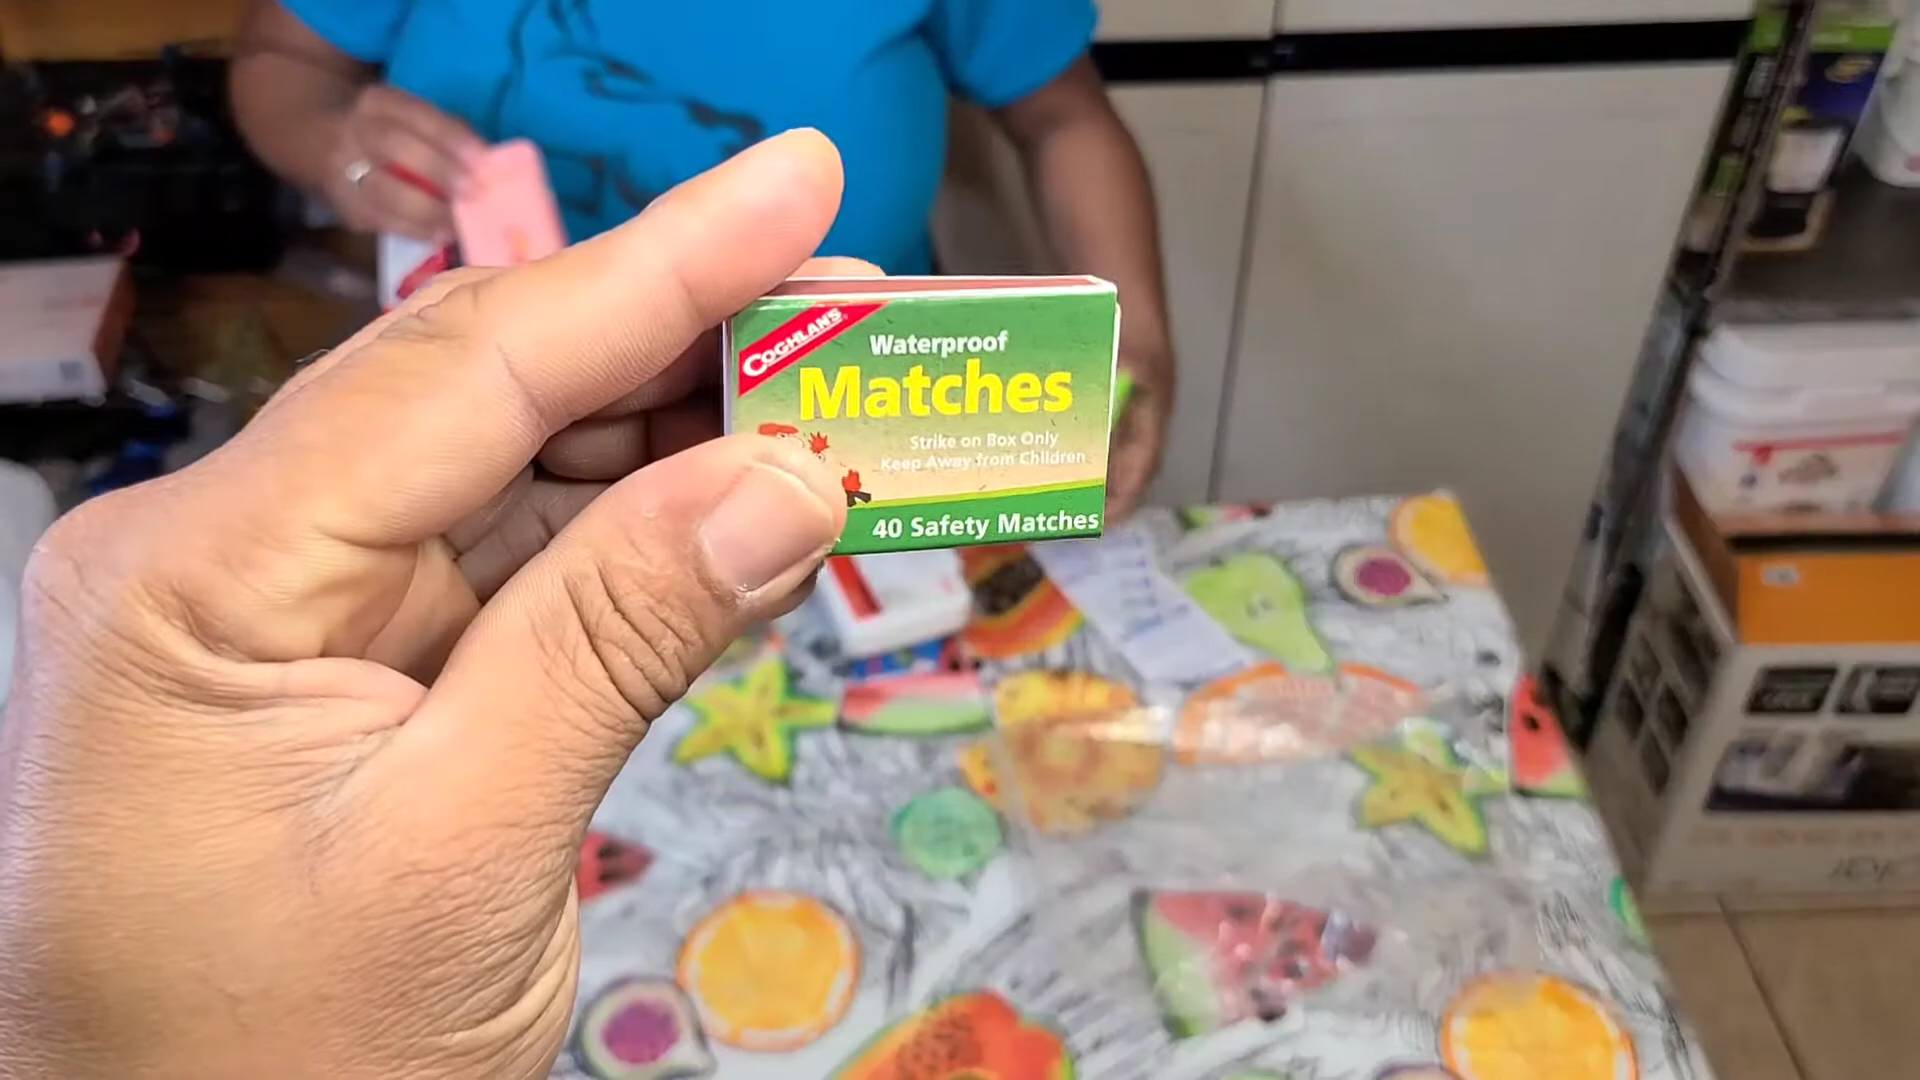 COGHLAN'S
Waterproof
Matches
Strike on Box Only
Keep Away from Children
40 Safety Matches